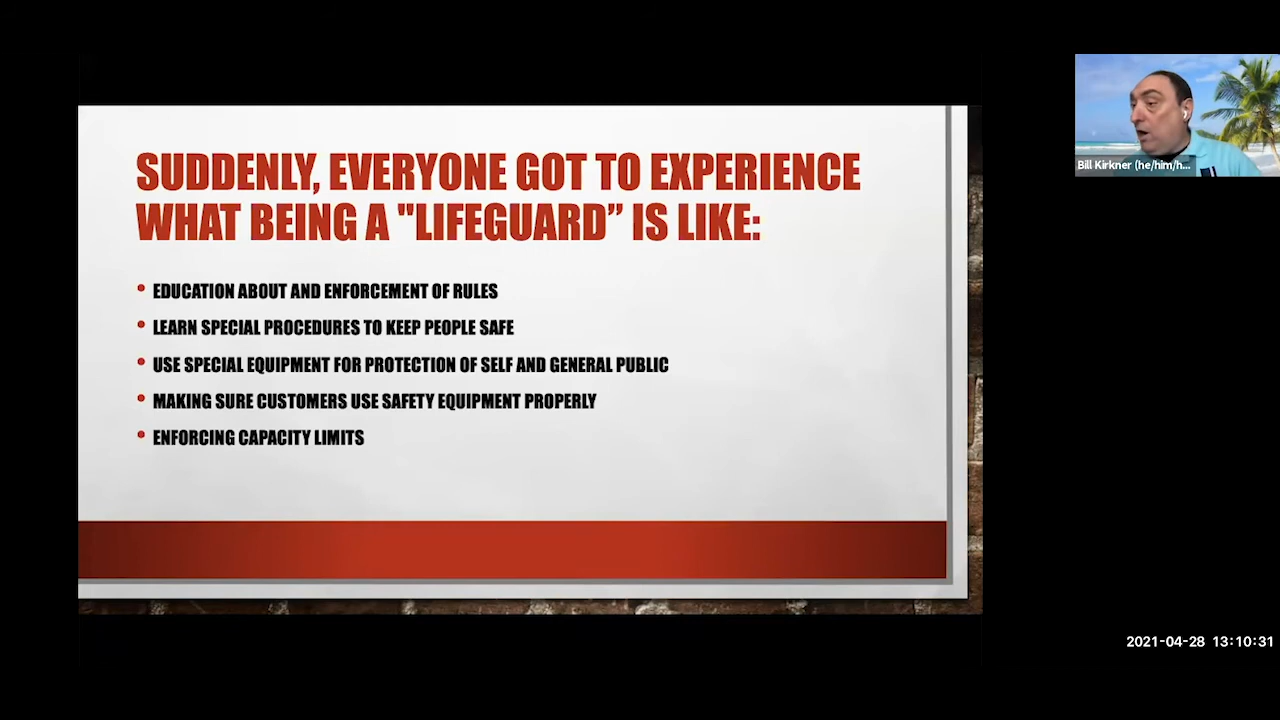 SUDDENLY, EVERYONE GOT TO EXPERIENCE
WHAT BEING A "LIFEGUARD” IS LIKE:
• EDUCATION ABOUT AND ENFORCEMENT OF RULES
• LEARN SPECIAL PROCEDURES TO KEEP PEOPLE SAFE
• USE SPECIAL EQUIPMENT FOR PROTECTION OF SELF AND GENERAL PUBLIC
• MAKING SURE CUSTOMERS USE SAFETY EQUIPMENT PROPERLY
• ENFORCING CAPACITY LIMITS
Bill Kirkner (he/him/h...
2021-04-28 13:10:31